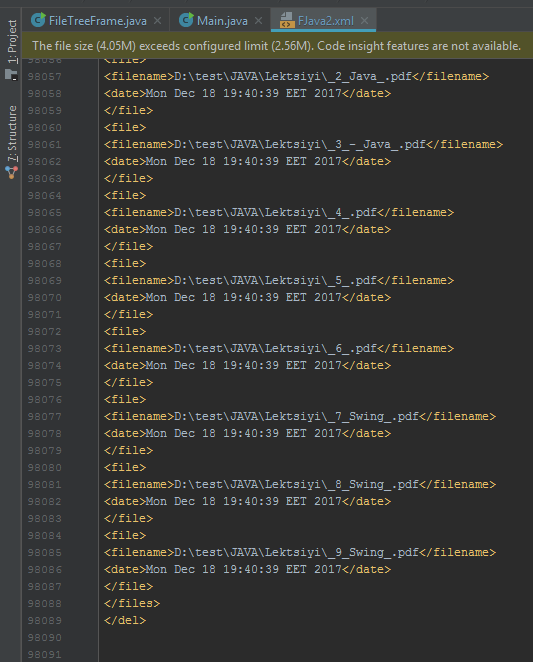 FileTreeFrame.java × Main.java × FJava2.xml ×
The file size (4.05M) exceeds configured limit (2.56M). Code insight features are not available.
1: Project
7: Structure
98056 <file>
98057 <filename>D:\test\JAVA\Lektsiyi\_2_Java_.pdf</filename>
98058 <date>Mon Dec 18 19:40:39 EET 2017</date>
98059 </file>
98060 <file>
98061 <filename>D:\test\JAVA\Lektsiyi\_3_-_Java_.pdf</filename>
98062 <date>Mon Dec 18 19:40:39 EET 2017</date>
98063 </file>
98064 <file>
98065 <filename>D:\test\JAVA\Lektsiyi\_4_.pdf</filename>
98066 <date>Mon Dec 18 19:40:39 EET 2017</date>
98067 </file>
98068 <file>
98069 <filename>D:\test\JAVA\Lektsiyi\_5_.pdf</filename>
98070 <date>Mon Dec 18 19:40:39 EET 2017</date>
98071 </file>
98072 <file>
98073 <filename>D:\test\JAVA\Lektsiyi\_6_.pdf</filename>
98074 <date>Mon Dec 18 19:40:39 EET 2017</date>
98075 </file>
98076 <file>
98077 <filename>D:\test\JAVA\Lektsiyi\_7_Swing_.pdf</filename>
98078 <date>Mon Dec 18 19:40:39 EET 2017</date>
98079 </file>
98080 <file>
98081 <filename>D:\test\JAVA\Lektsiyi\_8_Swing_.pdf</filename>
98082 <date>Mon Dec 18 19:40:39 EET 2017</date>
98083 </file>
98084 <file>
98085 <filename>D:\test\JAVA\Lektsiyi\_9_Swing_.pdf</filename>
98086 <date>Mon Dec 18 19:40:39 EET 2017</date>
98087 </file>
98088 </files>
98089 </del>
98090
98091